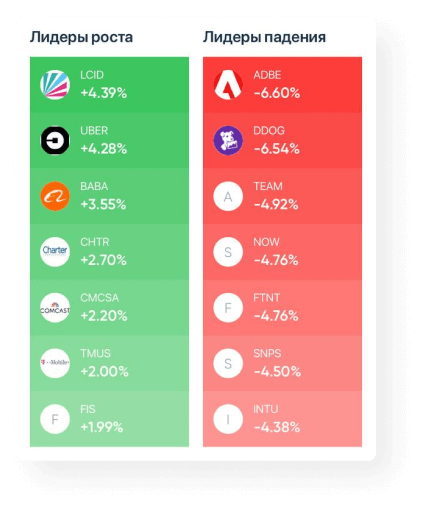 Лидеры роста
LCID
+4.39%
UBER
+4.28%
BABA
+3.55%
Charter
CHTR
+2.70%
COMCAST
CMCSA
+2.20%
T··Mobile·
TMUS
+2.00%
F
FIS
+1.99%
Лидеры падения
ADBE
-6.60%
DDOG
-6.54%
A
TEAM
-4.92%
S
NOW
-4.76%
F
FTNT
-4.76%
S
SNPS
-4.50%
I
INTU
-4.38%